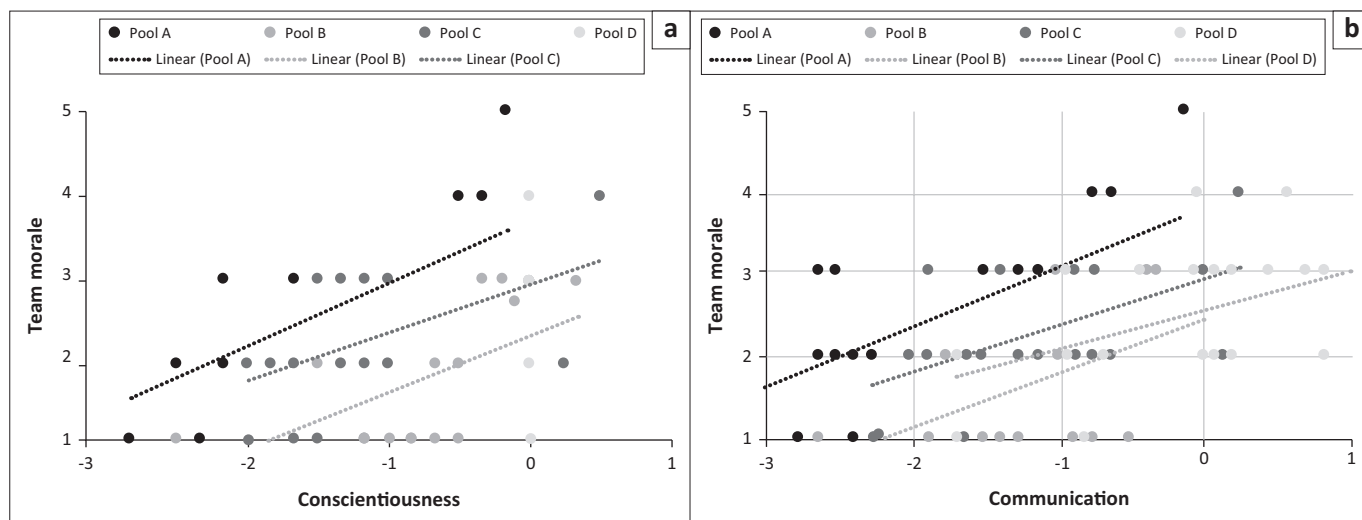 a
Pool A Pool B Pool C Pool D
Linear (Pool A) Linear (Pool B) Linear (Pool C)
5
4
3
2
1
Team morale
-3 -2 -1 0 1
Conscientiousness
b
Pool A Pool B Pool C Pool D
Linear (Pool A) Linear (Pool B) Linear (Pool C) Linear (Pool D)
5
4
3
2
1
Team morale
-3 -2 -1 0 1
Communication